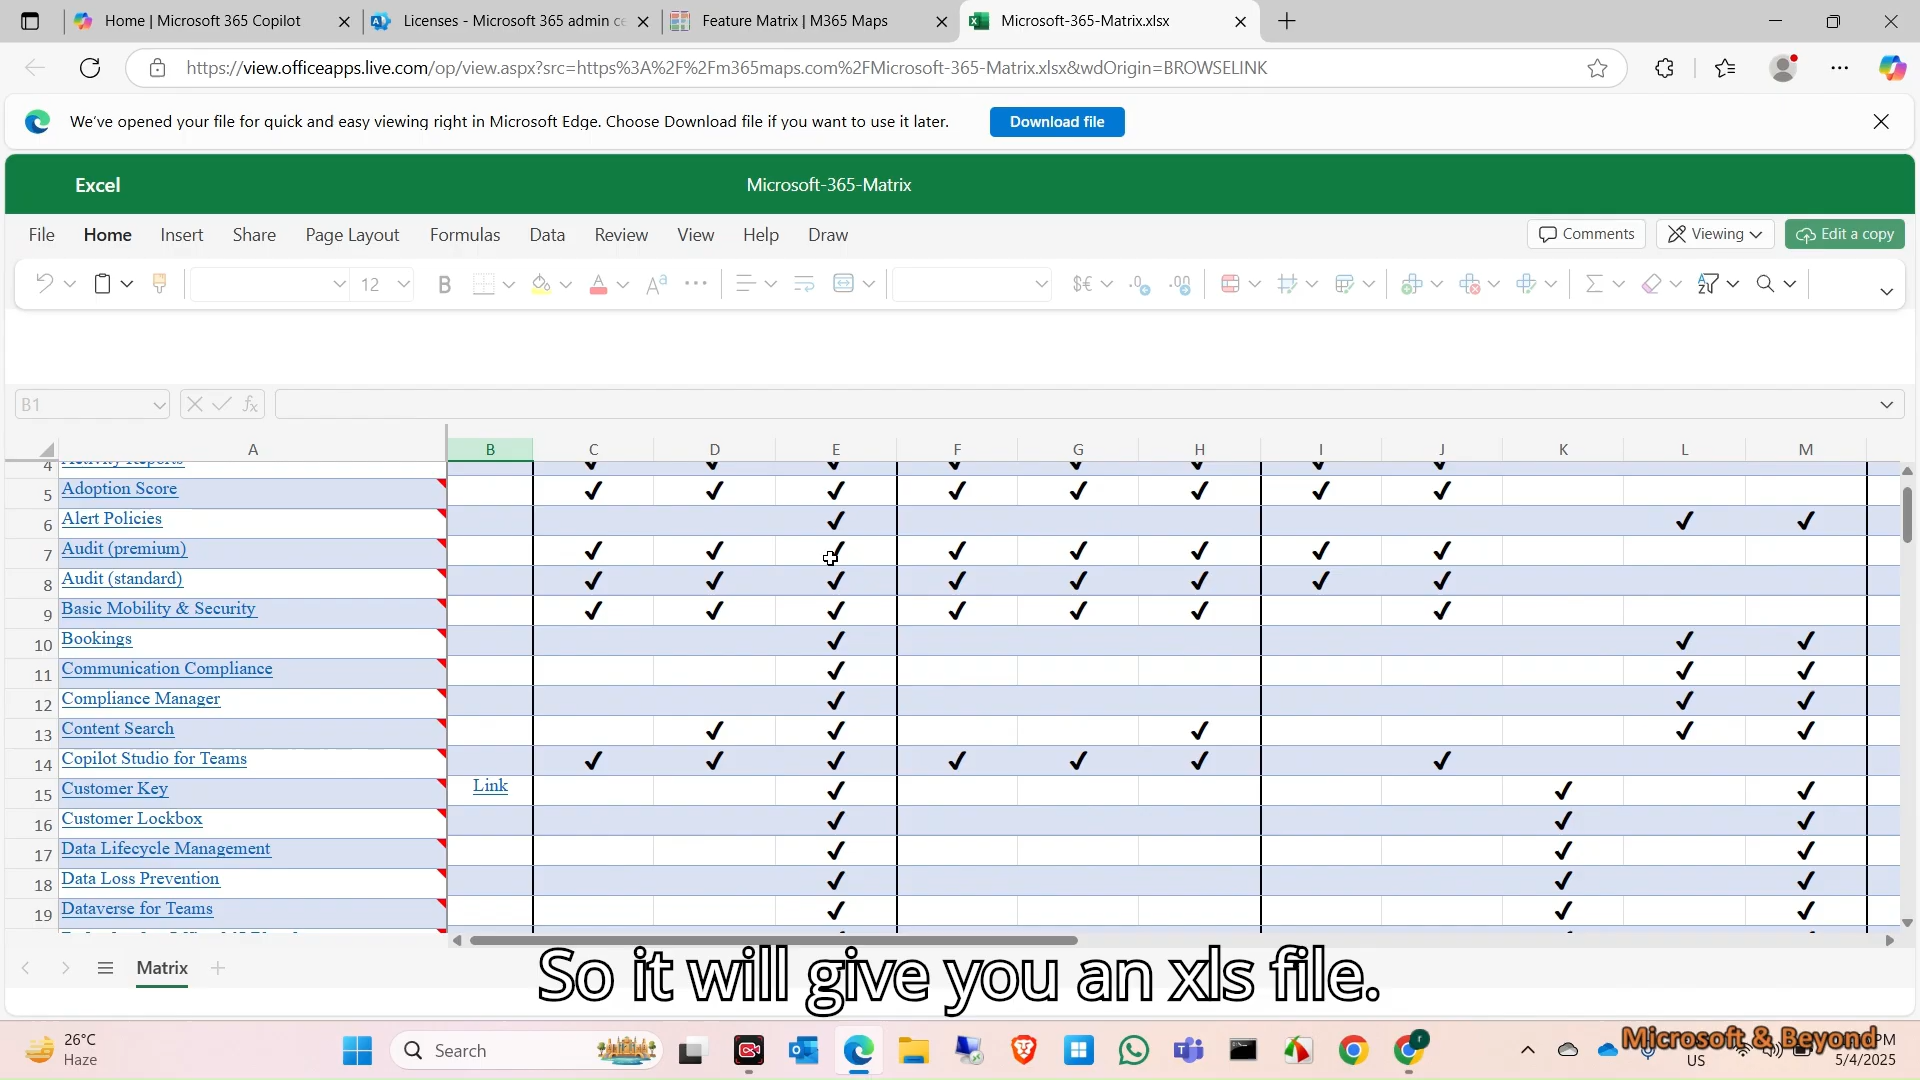 Home | Microsoft 365 Copilot
Licenses - Microsoft 365 admin ce
Feature Matrix | M365 Maps
Microsoft-365-Matrix.xlsx
https://view.officeapps.live.com/op/view.aspx?src=https%3A%2F%2Fm365maps.com%2FMicrosoft-365-Matrix.xlsx&wdOrigin=BROWSELINK
We've opened your file for quick and easy viewing right in Microsoft Edge. Choose Download file if you want to use it later.
Download file
Excel
Microsoft-365-Matrix
File Home Insert Share Page Layout Formulas Data Review View Help Draw
Comments
Viewing
Edit a copy
12
B1
A B C D E F G H I J K L M
4 Activity Reports
5 Adoption Score
6 Alert Policies
7 Audit (premium)
8 Audit (standard)
9 Basic Mobility & Security
10 Bookings
11 Communication Compliance
12 Compliance Manager
13 Content Search
14 Copilot Studio for Teams
15 Customer Key Link
16 Customer Lockbox
17 Data Lifecycle Management
18 Data Loss Prevention
19 Dataverse for Teams
Matrix
So it will give you an xls file.
26°C
Haze
Search
Microsoft & Beyond
PM
US
5/4/2025